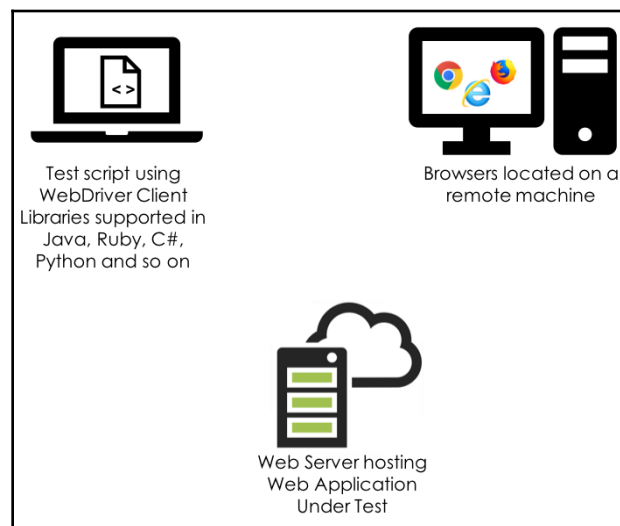 < >
Test script using
WebDriver Client
Libraries supported in
Java, Ruby, C#,
Python and so on
Browsers located on a
remote machine
Web Server hosting
Web Application
Under Test